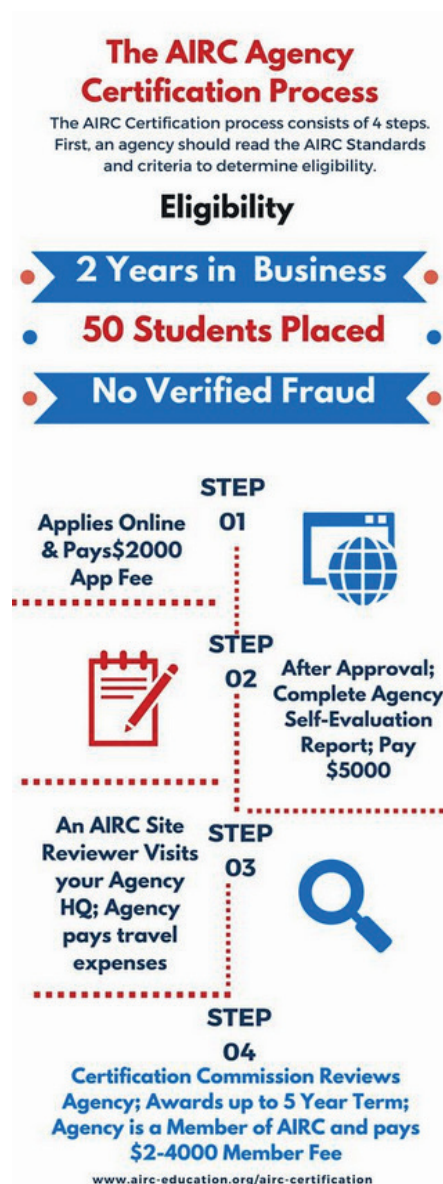 The AIRC Agency
Certification Process
The AIRC Certification process consists of 4 steps.
First, an agency should read the AIRC Standards
and criteria to determine eligibility.
Eligibility
2 Years in Business
50 Students Placed
No Verified Fraud
STEP
01
Applies Online
& Pays$2000
App Fee
STEP
02
After Approval;
Complete Agency
Self-Evaluation
Report; Pay
$5000
STEP
03
An AIRC Site
Reviewer Visits
your Agency
HQ; Agency
pays travel
expenses
STEP
04
Certification Commission Reviews
Agency; Awards up to 5 Year Term;
Agency is a Member of AIRC and pays
$2-4000 Member Fee
www.airc-education.org/airc-certification